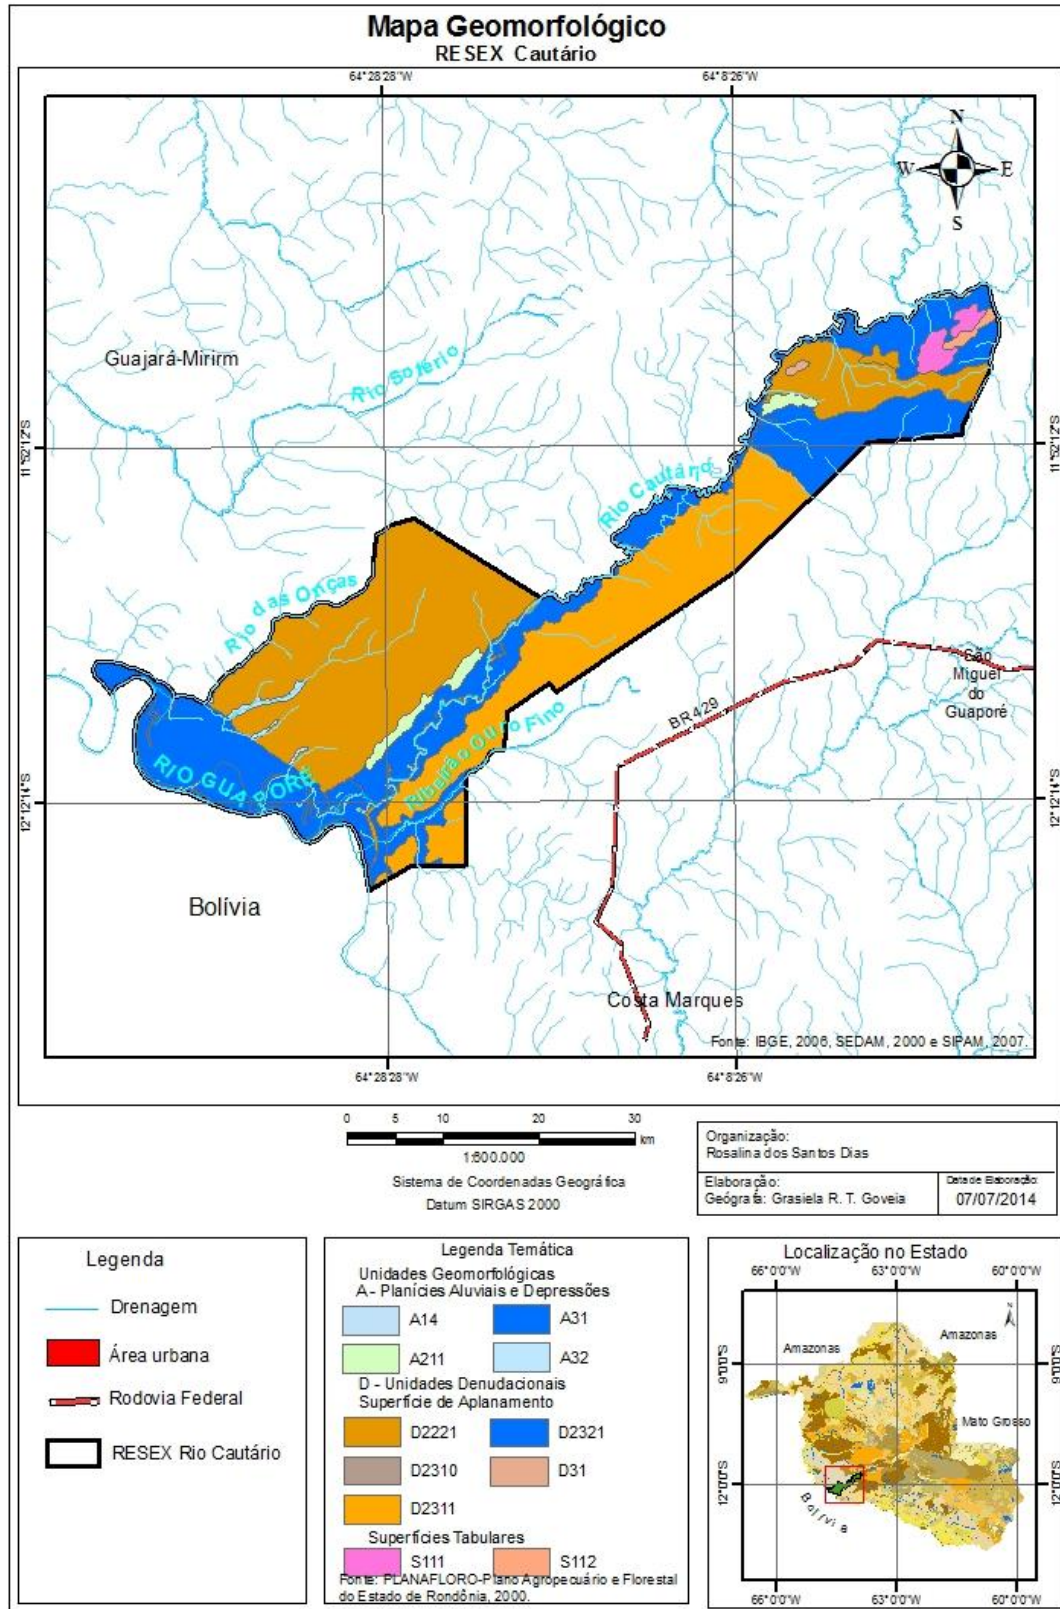 Mapa Geomorfológico
RESEX Cautário
64°28'28"W
64°8'26"W
N
W
E
S
Guajará-Mirirm
Rio Sotério
11°52'12"S
11°52'12"S
Rio Cautário
Rio das Onças
São
Miguel
do
Guaporé
BR 429
Ribeirão Ouro Fino
RIO GUAPORÉ
12°12'14"S
12°12'14"S
Bolívia
Costa Marques
Fonte: IBGE, 2006, SEDAM, 2000 e SIPAM, 2007.
64°28'28"W
64°8'26"W
0 5 10 20 30
km
1:600.000
Sistema de Coordenadas Geográfica
Datum SIRGAS 2000
Organização:
Rosalina dos Santos Dias
Elaboração:
Geógrafa: Grasiela R. T. Goveia
Data de Elaboração:
07/07/2014
Legenda
Drenagem
Área urbana
Rodovia Federal
RESEX Rio Cautário
Legenda Temática
Unidades Geomorfológicas
A - Planícies Aluviais e Depressões
A14
A31
A211
A32
D - Unidades Denudacionais
Superfície de Aplanamento
D2221
D2321
D2310
D31
D2311
Superfícies Tabulares
S111
S112
Fonte: PLANAFLORO-Plano Agropecuário e Florestal
do Estado de Rondônia, 2000.
Localização no Estado
66°0'0"W
63°0'0"W
60°0'0"W
N
Amazonas
Amazonas
9°0'0"S
9°0'0"S
Mato Grosso
12°0'0"S
12°0'0"S
Bolívia
66°0'0"W
63°0'0"W
60°0'0"W